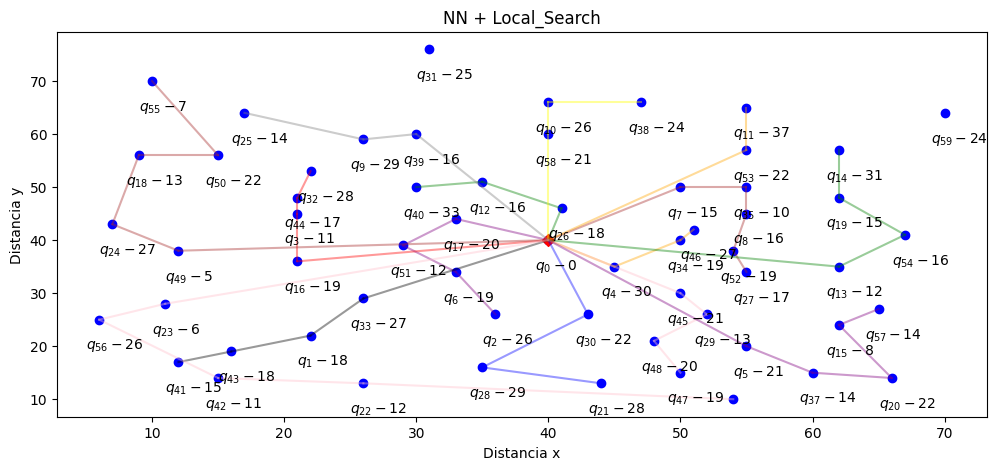 NN + Local_Search
q31 − 25
q55 − 7
q10 − 26
q38 − 24
q11 − 37
q25 − 14
q59 − 24
q58 − 21
q39 − 16
q9 − 29
q53 − 22
q18 − 13
q50 − 22
q14 − 31
q32 − 28
q12 − 16
q40 − 33
q7 − 15
q44 − 17
q19 − 15
q26 − 18
q3 − 11
q8 − 16
q17 − 20
q24 − 27
q46 − 27
q0 − 0
q34 − 19
q54 − 16
q49 − 5
q51 − 12
q52 − 19
q16 − 19
q6 − 19
q4 − 30
q27 − 17
q13 − 12
q33 − 27
q45 − 21
q23 − 6
q57 − 14
q56 − 26
q2 − 26
q30 − 22
q29 − 13
q15 − 8
q1 − 18
q48 − 20
q5 − 21
q43 − 18
q41 − 15
q28 − 29
q47 − 19
q37 − 14
q42 − 11
q22 − 12
q21 − 28
q20 − 22
70
60
50
40
30
20
10
Distancia y
10 20 30 40 50 60 70
Distancia x